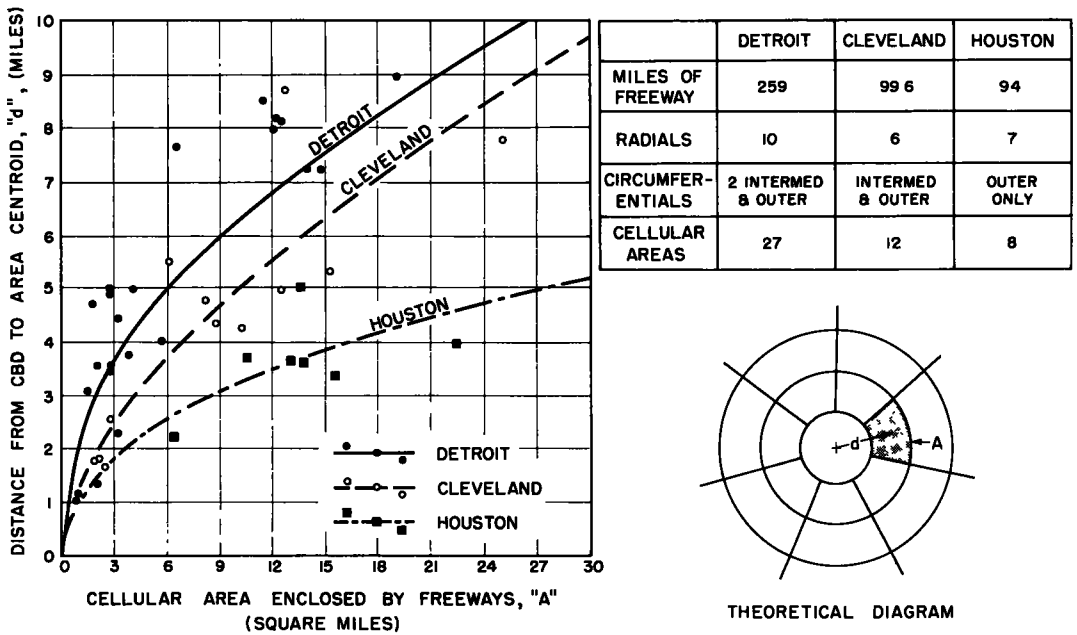 DISTANCE FROM CBD TO AREA CENTROID, "d", (MILES)
10
9
8
7
6
5
4
3
2
1
0
DETROIT
CLEVELAND
HOUSTON
DETROIT
CLEVELAND
HOUSTON
0 3 6 9 12 15 18 21 24 27 30
CELLULAR AREA ENCLOSED BY FREEWAYS, "A"
(SQUARE MILES)
DETROIT CLEVELAND HOUSTON
MILES OF
FREEWAY
259 99 6 94
RADIALS 10 6 7
CIRCUMFER-
ENTIALS
2 INTERMED
& OUTER
INTERMED
& OUTER
OUTER
ONLY
CELLULAR
AREAS
27 12 8
d A
THEORETICAL DIAGRAM